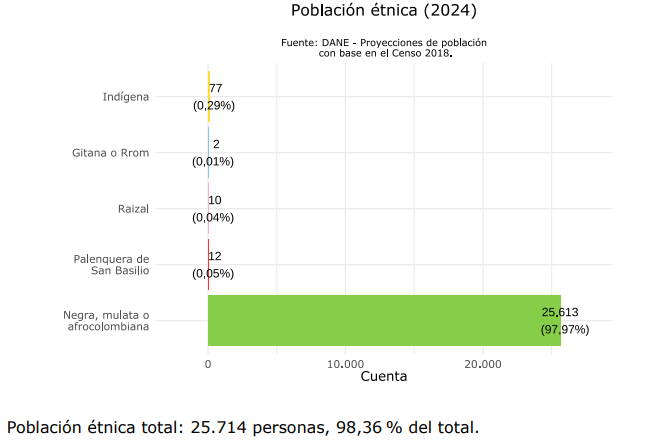 Población étnica (2024)
Fuente: DANE - Proyecciones de población
con base en el Censo 2018.
Indígena
77
(0,29%)
Gitana o Rrom
2
(0,01%)
Raizal
10
(0,04%)
Palenquera de
San Basilio
12
(0,05%)
Negra, mulata o
afrocolombiana
25.613
(97,97%)
0
10.000
20.000
Cuenta
Población étnica total: 25.714 personas, 98,36 % del total.